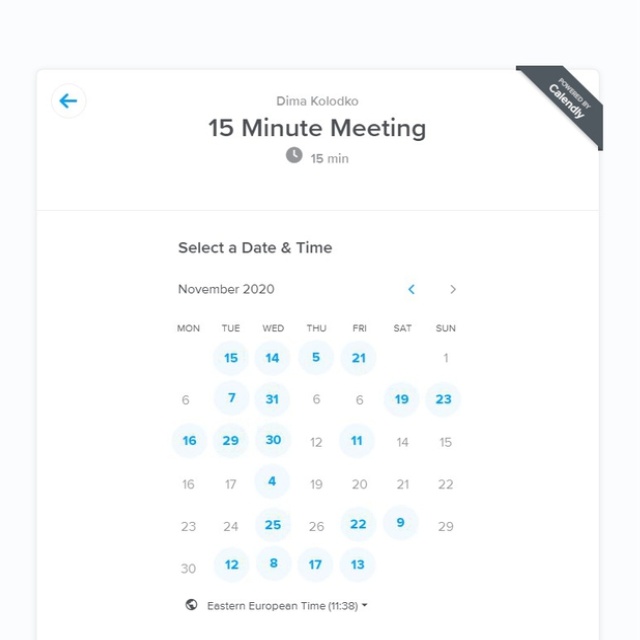 POWERED BY
Calendly
Dima Kolodko
15 Minute Meeting
15 min
Select a Date & Time
November 2020
MON TUE WED THU FRI SAT SUN
15 14 5 21 1
6 7 31 6 6 19 23
16 29 30 12 11 14 15
16 17 4 19 20 21 22
23 24 25 26 22 9 29
30 12 8 17 13
Eastern European Time (11:38)